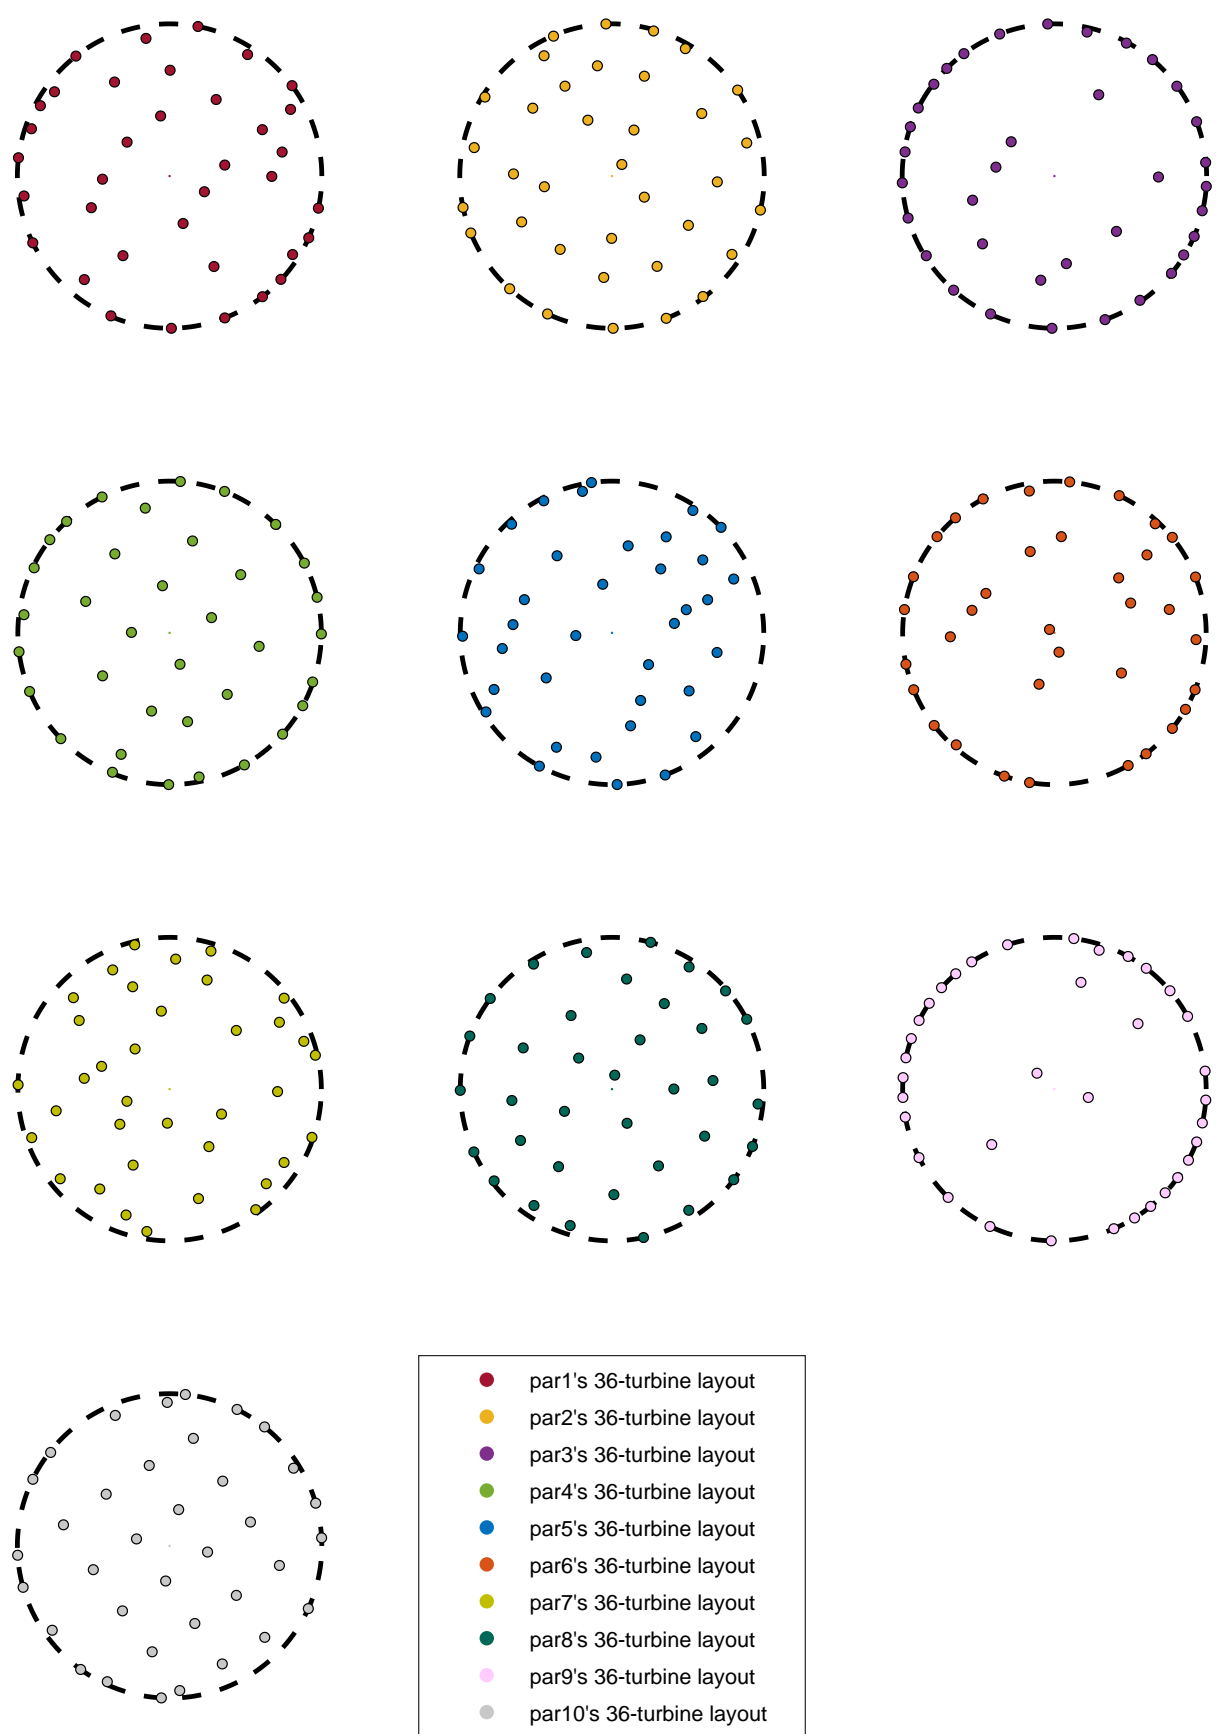 par1's 36-turbine layout
par2's 36-turbine layout
par3's 36-turbine layout
par4's 36-turbine layout
par5's 36-turbine layout
par6's 36-turbine layout
par7's 36-turbine layout
par8's 36-turbine layout
par9's 36-turbine layout
par10's 36-turbine layout